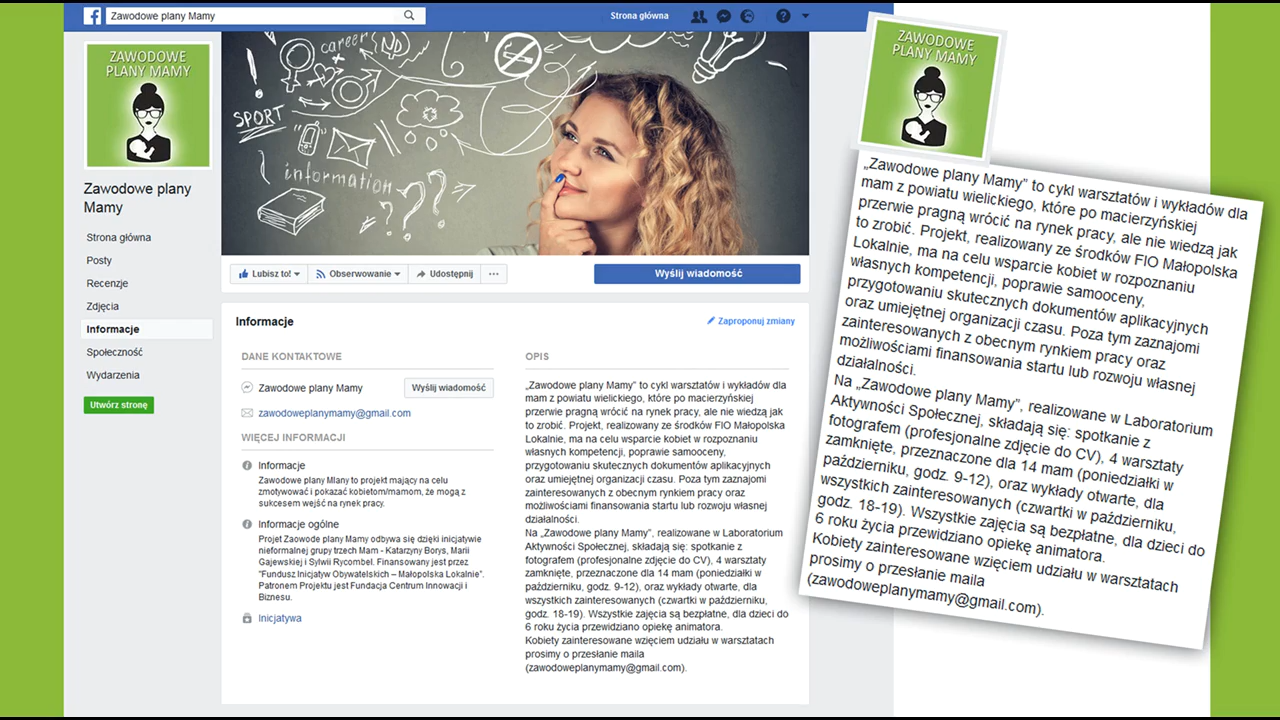 Zawodowe plany Mamy
Strona główna
ZAWODOWE
PLANY MAMY
Zawodowe plany
Mamy
Strona główna
Posty
Recenzje
Zdjęcia
Informacje
Społeczność
Wydarzenia
Utwórz stronę
career
SPORT
information
???
Lubisz to!
Obserwowanie
Udostępnij
...
Wyślij wiadomość
Informacje
Zaproponuj zmiany
DANE KONTAKTOWE
Zawodowe plany Mamy
Wyślij wiadomość
zawodoweplanymamy@gmail.com
WIĘCEJ INFORMACJI
Informacje
Zawodowe plany MIany to projekt mający na celu
zmotywować i pokazać kobietom/mamom, że mogą z
sukcesem wejść na rynek pracy.
Informacje ogólne
Projet Zaowode plany Mamy odbywa się dzięki inicjatywie
nieformalnej grupy trzech Mam - Katarzyny Borys, Marii
Gajewskiej i Sylwii Rycombel. Finansowany jest przez
"Fundusz Inicjatyw Obywatelskich – Małopolska Lokalnie".
Patronem Projektu jest Fundacja Centrum Innowacji i
Biznesu.
Inicjatywa
OPIS
„Zawodowe plany Mamy” to cykl warsztatów i wykładów dla
mam z powiatu wielickiego, które po macierzyńskiej
przerwie pragną wrócić na rynek pracy, ale nie wiedzą jak
to zrobić. Projekt, realizowany ze środków FIO Małopolska
Lokalnie, ma na celu wsparcie kobiet w rozpoznaniu
własnych kompetencji, poprawie samooceny,
przygotowaniu skutecznych dokumentów aplikacyjnych
oraz umiejętnej organizacji czasu. Poza tym zaznajomi
zainteresowanych z obecnym rynkiem pracy oraz
możliwościami finansowania startu lub rozwoju własnej
działalności.
Na „Zawodowe plany Mamy”, realizowane w Laboratorium
Aktywności Społecznej, składają się: spotkanie z
fotografem (profesjonalne zdjęcie do CV), 4 warsztaty
zamknięte, przeznaczone dla 14 mam (poniedziałki w
październiku, godz. 9-12), oraz wykłady otwarte, dla
wszystkich zainteresowanych (czwartki w październiku,
godz. 18-19). Wszystkie zajęcia są bezpłatne, dla dzieci do
6 roku życia przewidziano opiekę animatora.
Kobiety zainteresowane wzięciem udziału w warsztatach
prosimy o przesłanie maila
(zawodoweplanymamy@gmail.com).
ZAWODOWE
PLANY MAMY
„Zawodowe plany Mamy” to cykl warsztatów i wykładów dla
mam z powiatu wielickiego, które po macierzyńskiej
przerwie pragną wrócić na rynek pracy, ale nie wiedzą jak
to zrobić. Projekt, realizowany ze środków FIO Małopolska
Lokalnie, ma na celu wsparcie kobiet w rozpoznaniu
własnych kompetencji, poprawie samooceny,
przygotowaniu skutecznych dokumentów aplikacyjnych
oraz umiejętnej organizacji czasu. Poza tym zaznajomi
zainteresowanych z obecnym rynkiem pracy oraz
możliwościami finansowania startu lub rozwoju własnej
działalności.
Na „Zawodowe plany Mamy”, realizowane w Laboratorium
Aktywności Społecznej, składają się: spotkanie z
fotografem (profesjonalne zdjęcie do CV), 4 warsztaty
zamknięte, przeznaczone dla 14 mam (poniedziałki w
październiku, godz. 9-12), oraz wykłady otwarte, dla
wszystkich zainteresowanych (czwartki w październiku,
godz. 18-19). Wszystkie zajęcia są bezpłatne, dla dzieci do
6 roku życia przewidziano opiekę animatora.
Kobiety zainteresowane wzięciem udziału w warsztatach
prosimy o przesłanie maila
(zawodoweplanymamy@gmail.com).